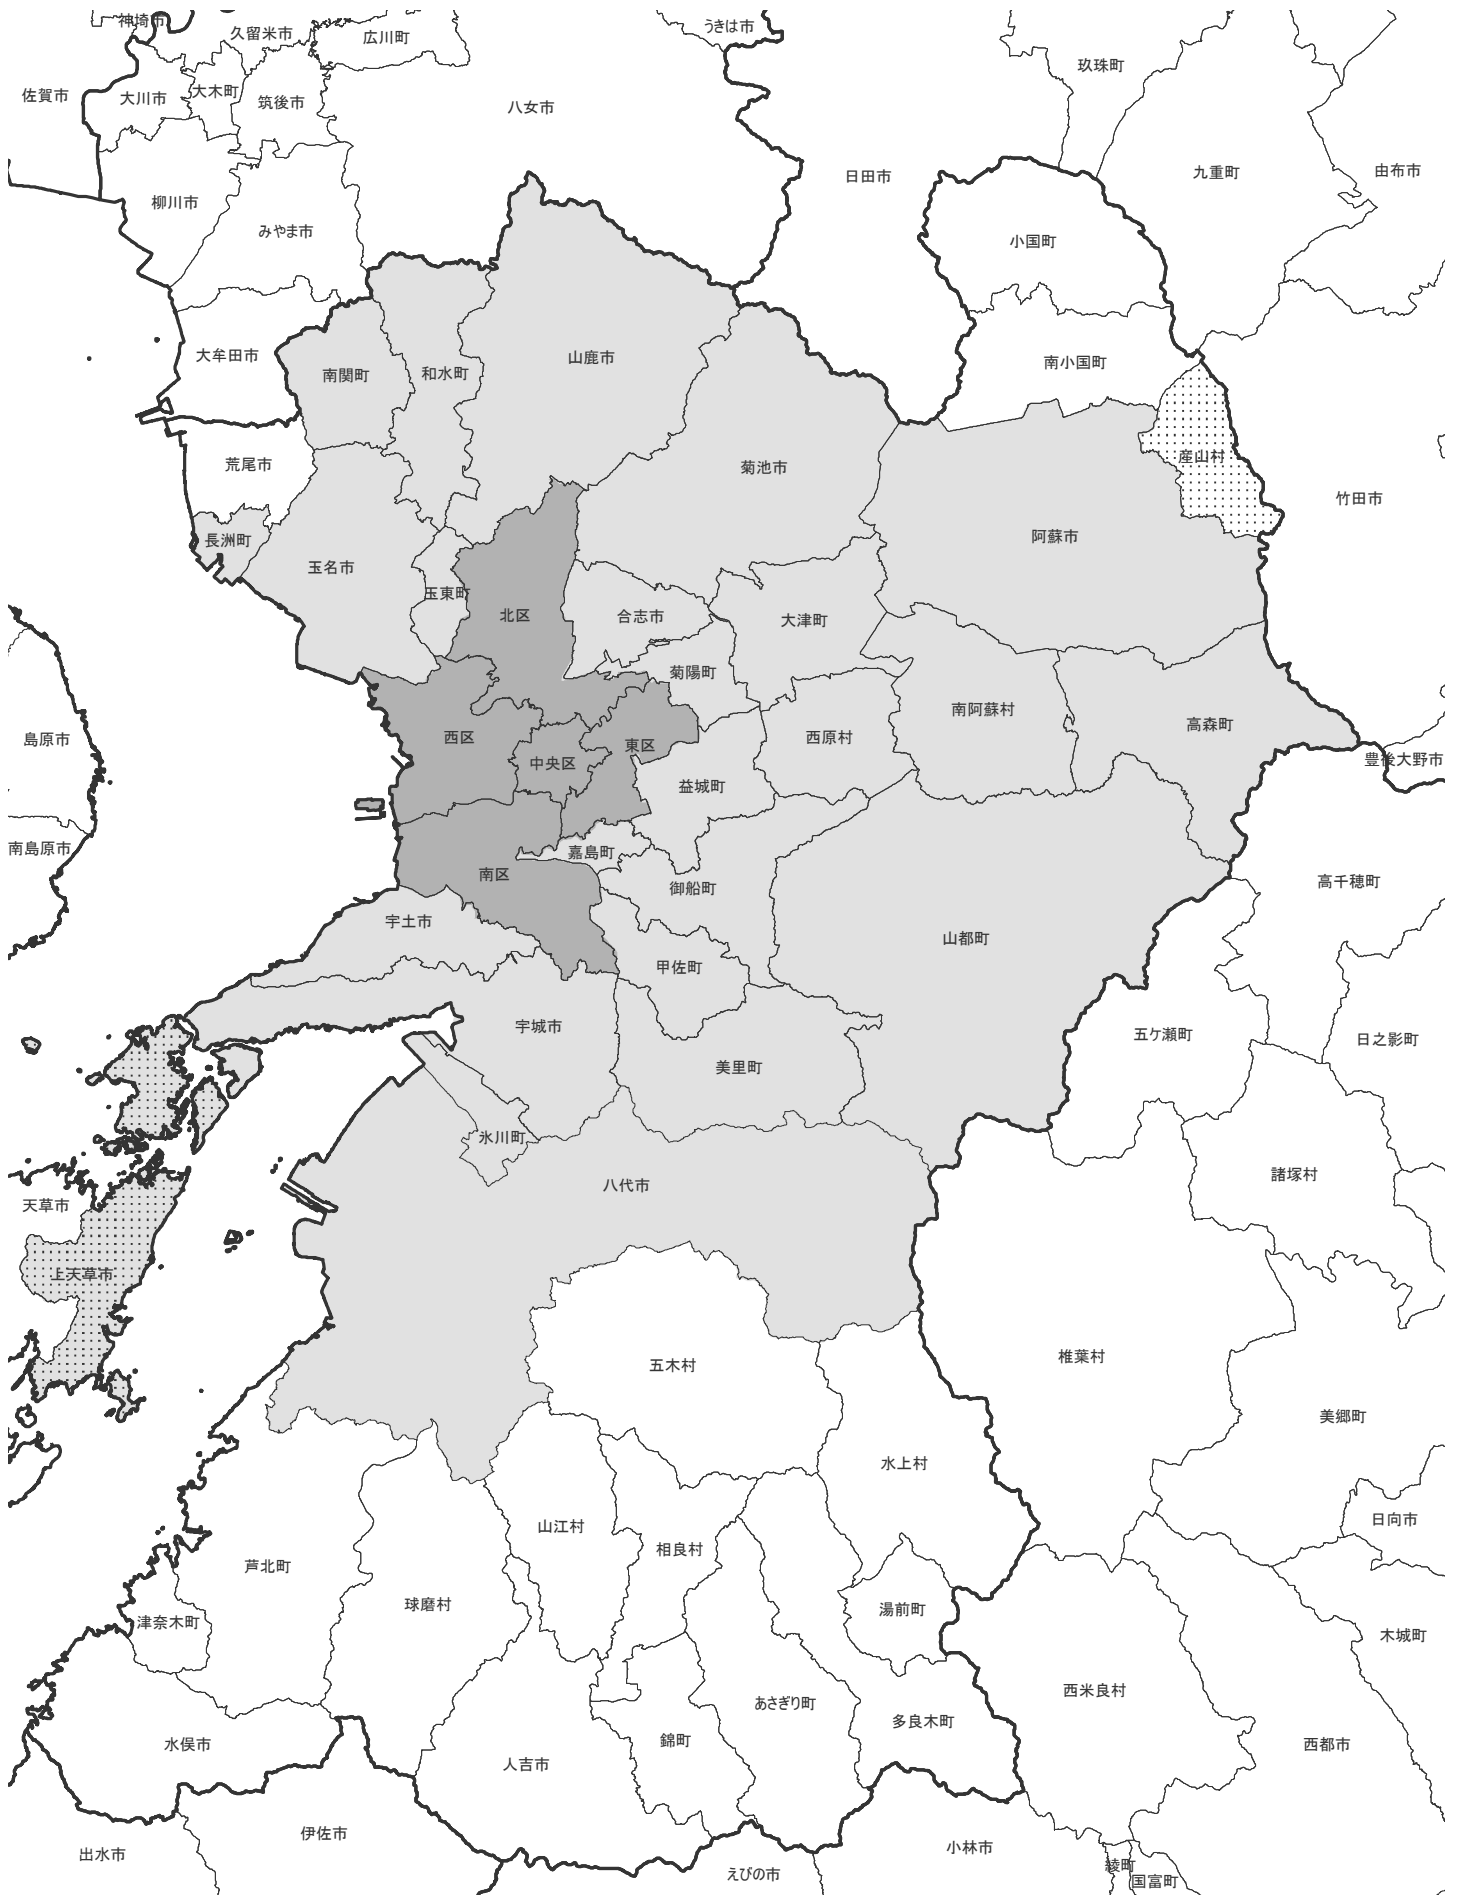 神埼市
久留米市
広川町
うきは市
佐賀市
大川市
大木町
筑後市
八女市
玖珠町
日田市
九重町
由布市
柳川市
みやま市
小国町
大牟田市
南関町
和水町
山鹿市
南小国町
荒尾市
菊池市
産山村
竹田市
長洲町
玉名市
阿蘇市
玉東町
北区
合志市
大津町
菊陽町
南阿蘇村
高森町
島原市
西区
中央区
東区
西原村
豊後大野市
益城町
南島原市
嘉島町
南区
御船町
高千穂町
宇土市
山都町
甲佐町
宇城市
五ケ瀬町
日之影町
美里町
氷川町
八代市
諸塚村
天草市
上天草市
五木村
椎葉村
美郷町
水上村
山江村
相良村
日向市
芦北町
球磨村
湯前町
津奈木町
木城町
西米良村
あさぎり町
多良木町
水俣市
錦町
人吉市
西都市
伊佐市
小林市
出水市
えびの市
綾町
国富町